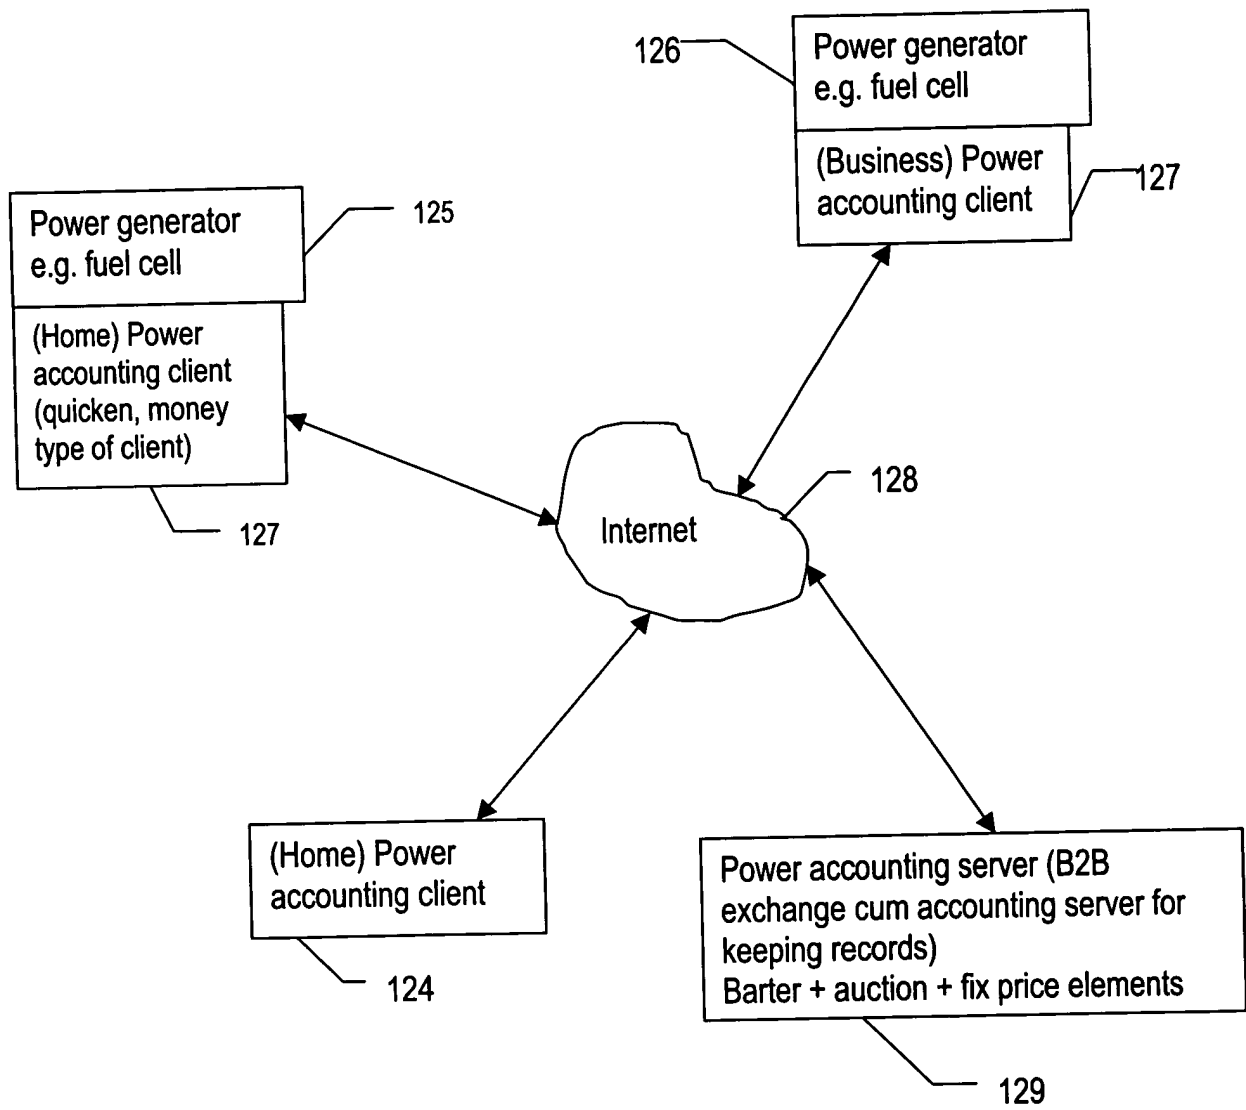 126
Power generator
e.g. fuel cell
(Business) Power
accounting client
127
Power generator
e.g. fuel cell
125
(Home) Power
accounting client
(quicken, money
type of client)
127
128
Internet
(Home) Power
accounting client
124
Power accounting server (B2B
exchange cum accounting server for
keeping records)
Barter + auction + fix price elements
129